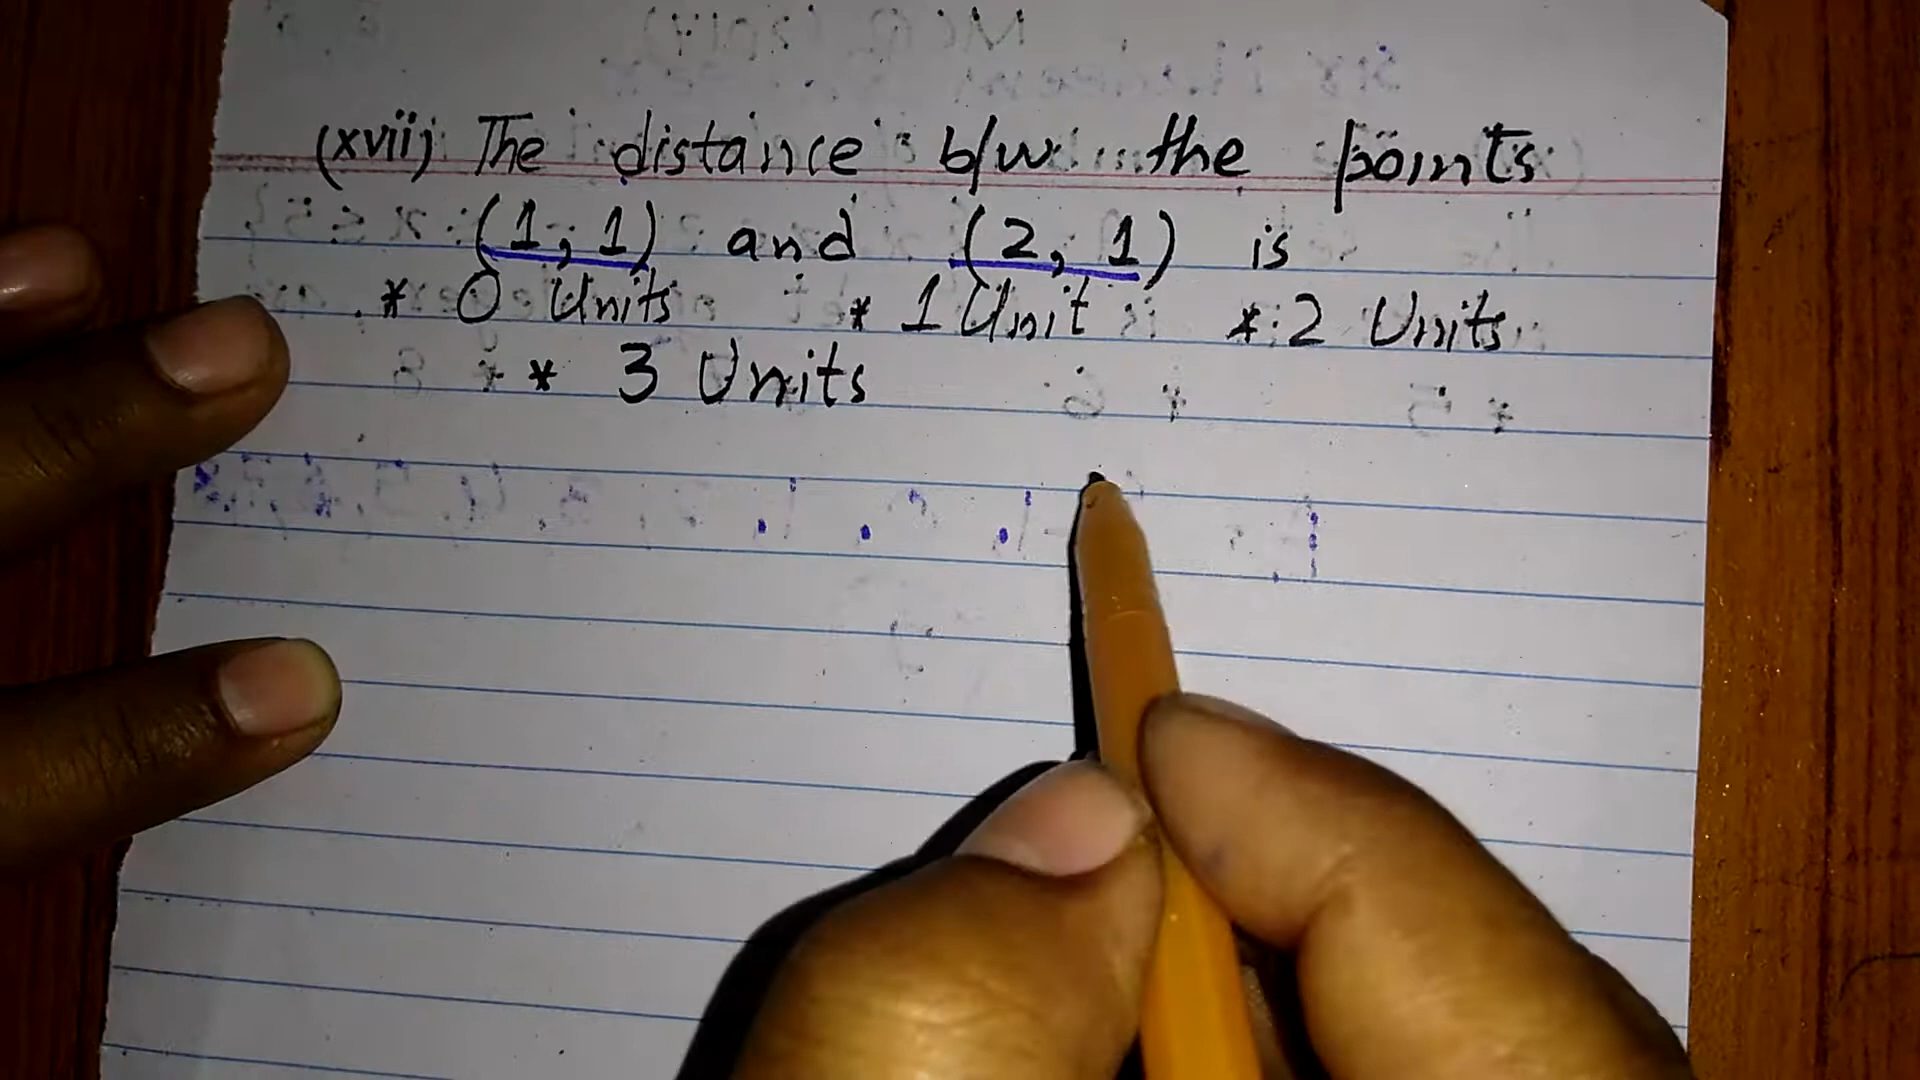 (xvii) The distance b/w the points
(1, 1) and (2, 1) is
* 0 Units * 1 Unit * 2 Units
* 3 Units